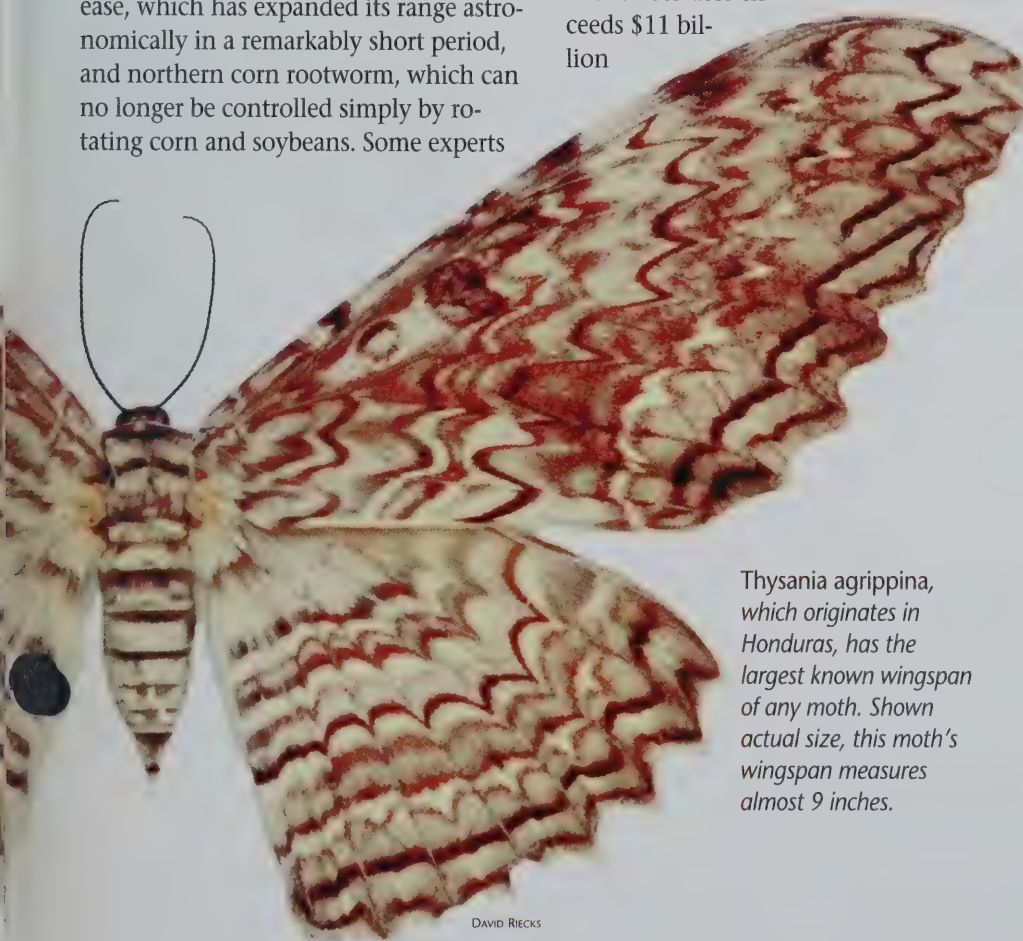 ease, which has expanded its range astro-
nomically in a remarkably short period,
and northern corn rootworm, which can
no longer be controlled simply by ro-
tating corn and soybeans. Some experts
ceeds $11 bil-
lion
Thysania agrippina,
which originates in
Honduras, has the
largest known wingspan
of any moth. Shown
actual size, this moth's
wingspan measures
almost 9 inches.
DAVID RIECKS